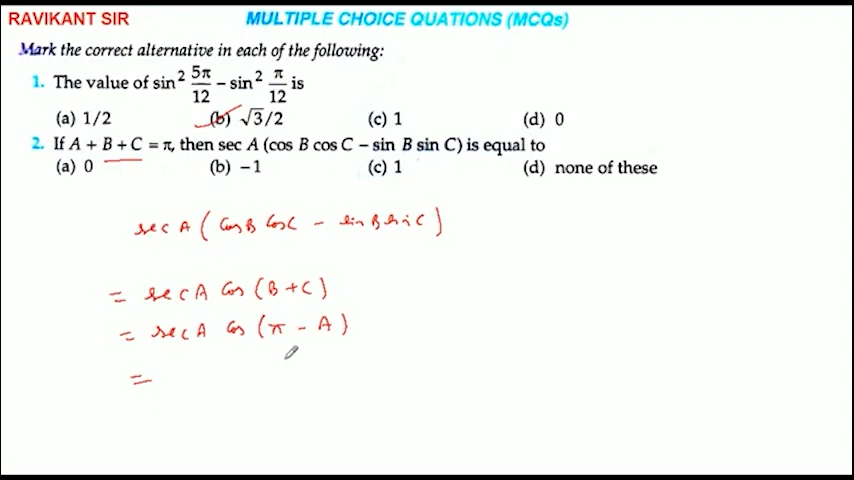 RAVIKANT SIR
MULTIPLE CHOICE QUATIONS (MCQs)
Mark the correct alternative in each of the following:
1. The value of sin² 5π/12 − sin² π/12 is
(a) 1/2 (b) √3/2 (c) 1 (d) 0
2. If A + B + C = π, then sec A (cos B cos C − sin B sin C) is equal to
(a) 0 (b) −1 (c) 1 (d) none of these
sec A ( cos B cos C − sin B sin C )
= sec A cos (B + C)
= sec A cos (π − A)
=